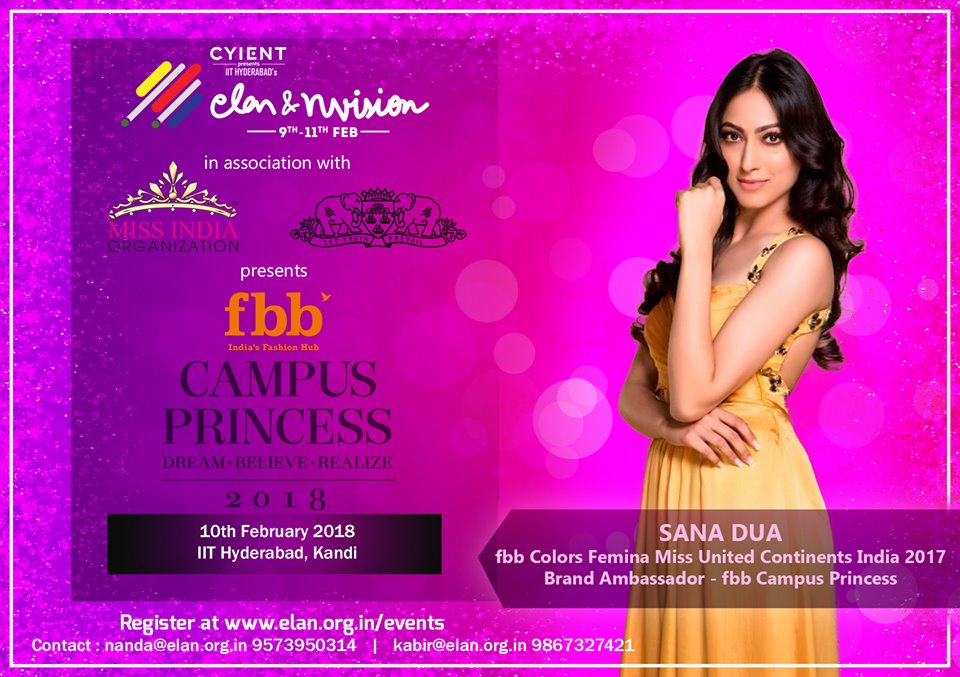 CYIENT
presents
IIT HYDERABAD's
elan & nvision
9TH-11TH FEB
in association with
MISS INDIA
ORGANIZATION
LET TRUTH PREVAIL
presents
fbb
India's Fashion Hub
CAMPUS
PRINCESS
DREAM • BELIEVE • REALIZE
2018
10th February 2018
IIT Hyderabad, Kandi
SANA DUA
fbb Colors Femina Miss United Continents India 2017
Brand Ambassador - fbb Campus Princess
Register at www.elan.org.in/events
Contact : nanda@elan.org.in 9573950314 | kabir@elan.org.in 9867327421